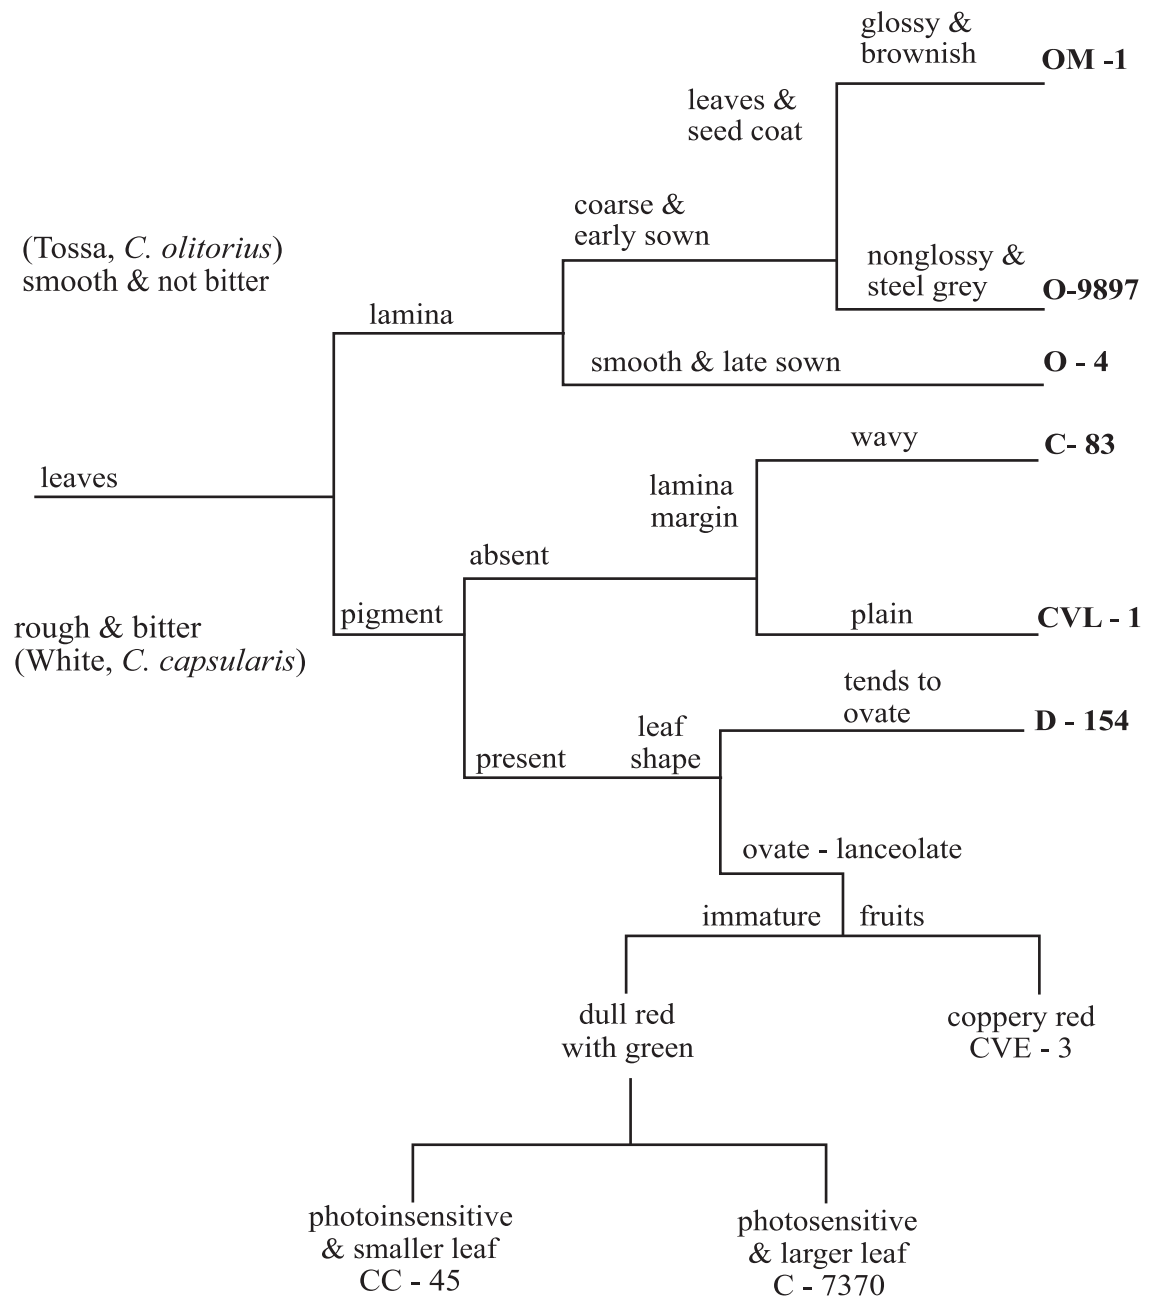 glossy &
brownish
OM -1
leaves &
seed coat
coarse &
early sown
(Tossa, C. olitorius)
smooth & not bitter
nonglossy &
steel grey
O-9897
lamina
smooth & late sown
O - 4
wavy
C- 83
leaves
lamina
margin
absent
pigment
plain
CVL - 1
rough & bitter
(White, C. capsularis)
tends to
ovate
D - 154
leaf
shape
present
ovate - lanceolate
immature
fruits
dull red
with green
coppery red
CVE - 3
photoinsensitive
& smaller leaf
CC - 45
photosensitive
& larger leaf
C - 7370